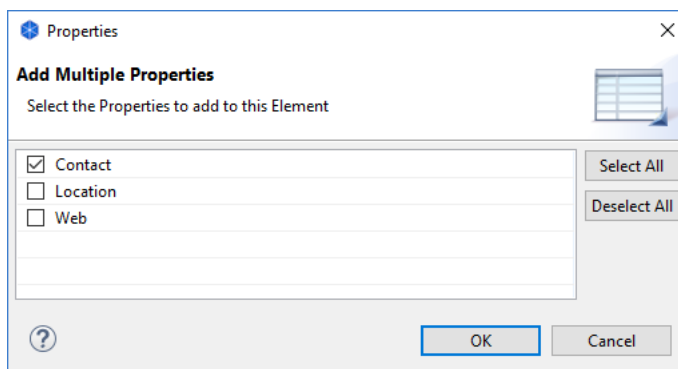 Properties
Add Multiple Properties
Select the Properties to add to this Element
Contact
Select All
Location
Deselect All
Web
?
OK
Cancel